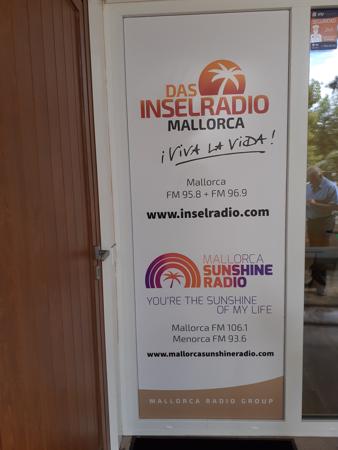 DAS
INSELRADIO
MALLORCA
¡VIVA LA VIDA!
Mallorca
FM 95.8 + FM 96.9
www.inselradio.com
MALLORCA
SUNSHINE
RADIO
YOU'RE THE SUNSHINE
OF MY LIFE
Mallorca FM 106.1
Menorca FM 93.6
www.mallorcasunshineradio.com
MALLORCA RADIO GROUP